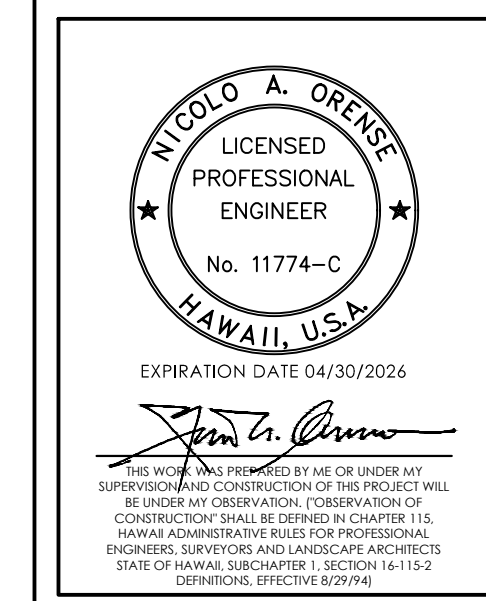 NICOLO A. ORENSE
LICENSED
PROFESSIONAL
ENGINEER
No. 11774-C
HAWAII, U.S.A.
EXPIRATION DATE 04/30/2026
THIS WORK WAS PREPARED BY ME OR UNDER MY
SUPERVISION AND CONSTRUCTION OF THIS PROJECT WILL
BE UNDER MY OBSERVATION. ("OBSERVATION OF
CONSTRUCTION" SHALL BE DEFINED IN CHAPTER 115,
HAWAII ADMINISTRATIVE RULES FOR PROFESSIONAL
ENGINEERS, SURVEYORS AND LANDSCAPE ARCHITECTS
STATE OF HAWAII, SUBCHAPTER 1, SECTION 16-115-2
DEFINITIONS, EFFECTIVE 8/29/94)